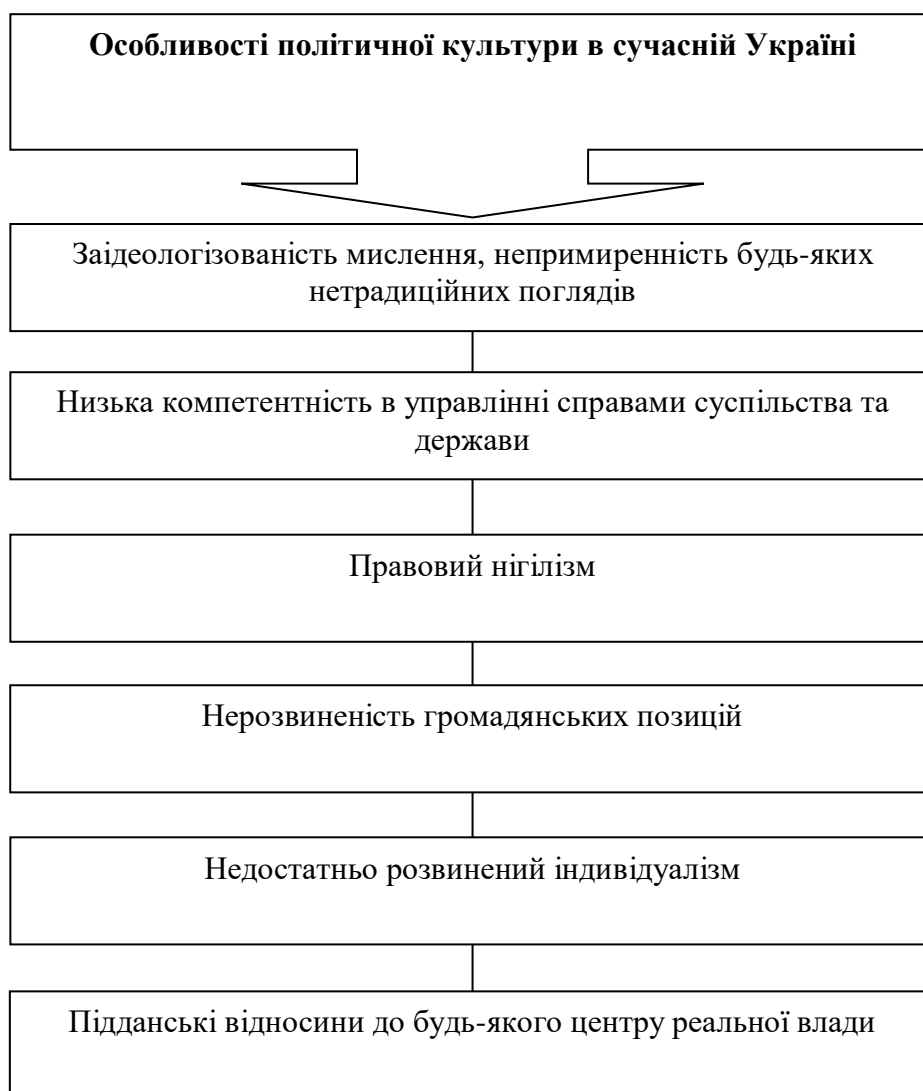 Особливості політичної культури в сучасній Україні
Заідеологізованість мислення, непримиренність будь-яких
нетрадиційних поглядів
Низька компетентність в управлінні справами суспільства та
держави
Правовий нігілізм
Нерозвиненість громадянських позицій
Недостатньо розвинений індивідуалізм
Підданські відносини до будь-якого центру реальної влади